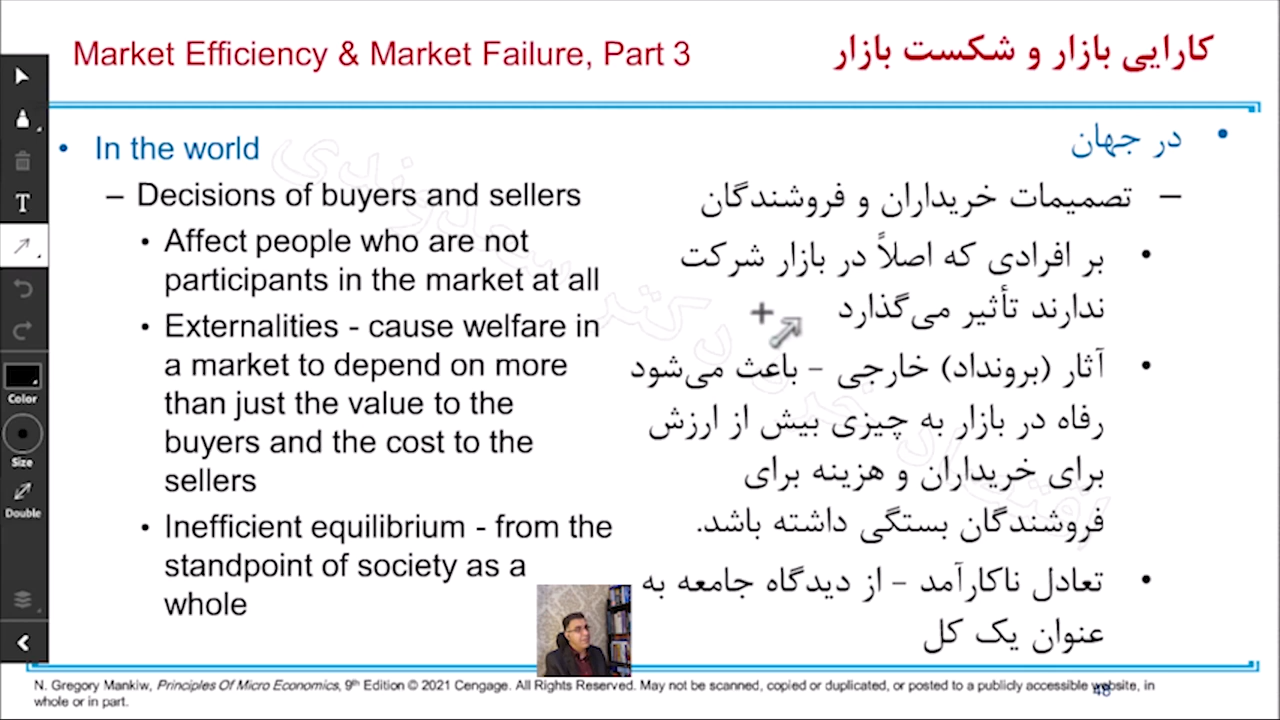 Market Efficiency & Market Failure, Part 3
کارایی بازار و شکست بازار
• In the world
– Decisions of buyers and sellers
• Affect people who are not
participants in the market at all
• Externalities - cause welfare in
a market to depend on more
than just the value to the
buyers and the cost to the
sellers
• Inefficient equilibrium - from the
standpoint of society as a
whole
• در جهان
– تصمیمات خریداران و فروشندگان
• بر افرادی که اصلاً در بازار شرکت
ندارند تأثیر می‌گذارد
• آثار (برونداد) خارجی – باعث می‌شود
رفاه در بازار به چیزی بیش از ارزش
برای خریداران و هزینه برای
فروشندگان بستگی داشته باشد.
• تعادل ناکارآمد – از دیدگاه جامعه به
عنوان یک کل
T
Color
Size
Double
N. Gregory Mankiw, Principles Of Micro Economics, 9th Edition © 2021 Cengage. All Rights Reserved. May not be scanned, copied or duplicated, or posted to a publicly accessible website, in
whole or in part.
48